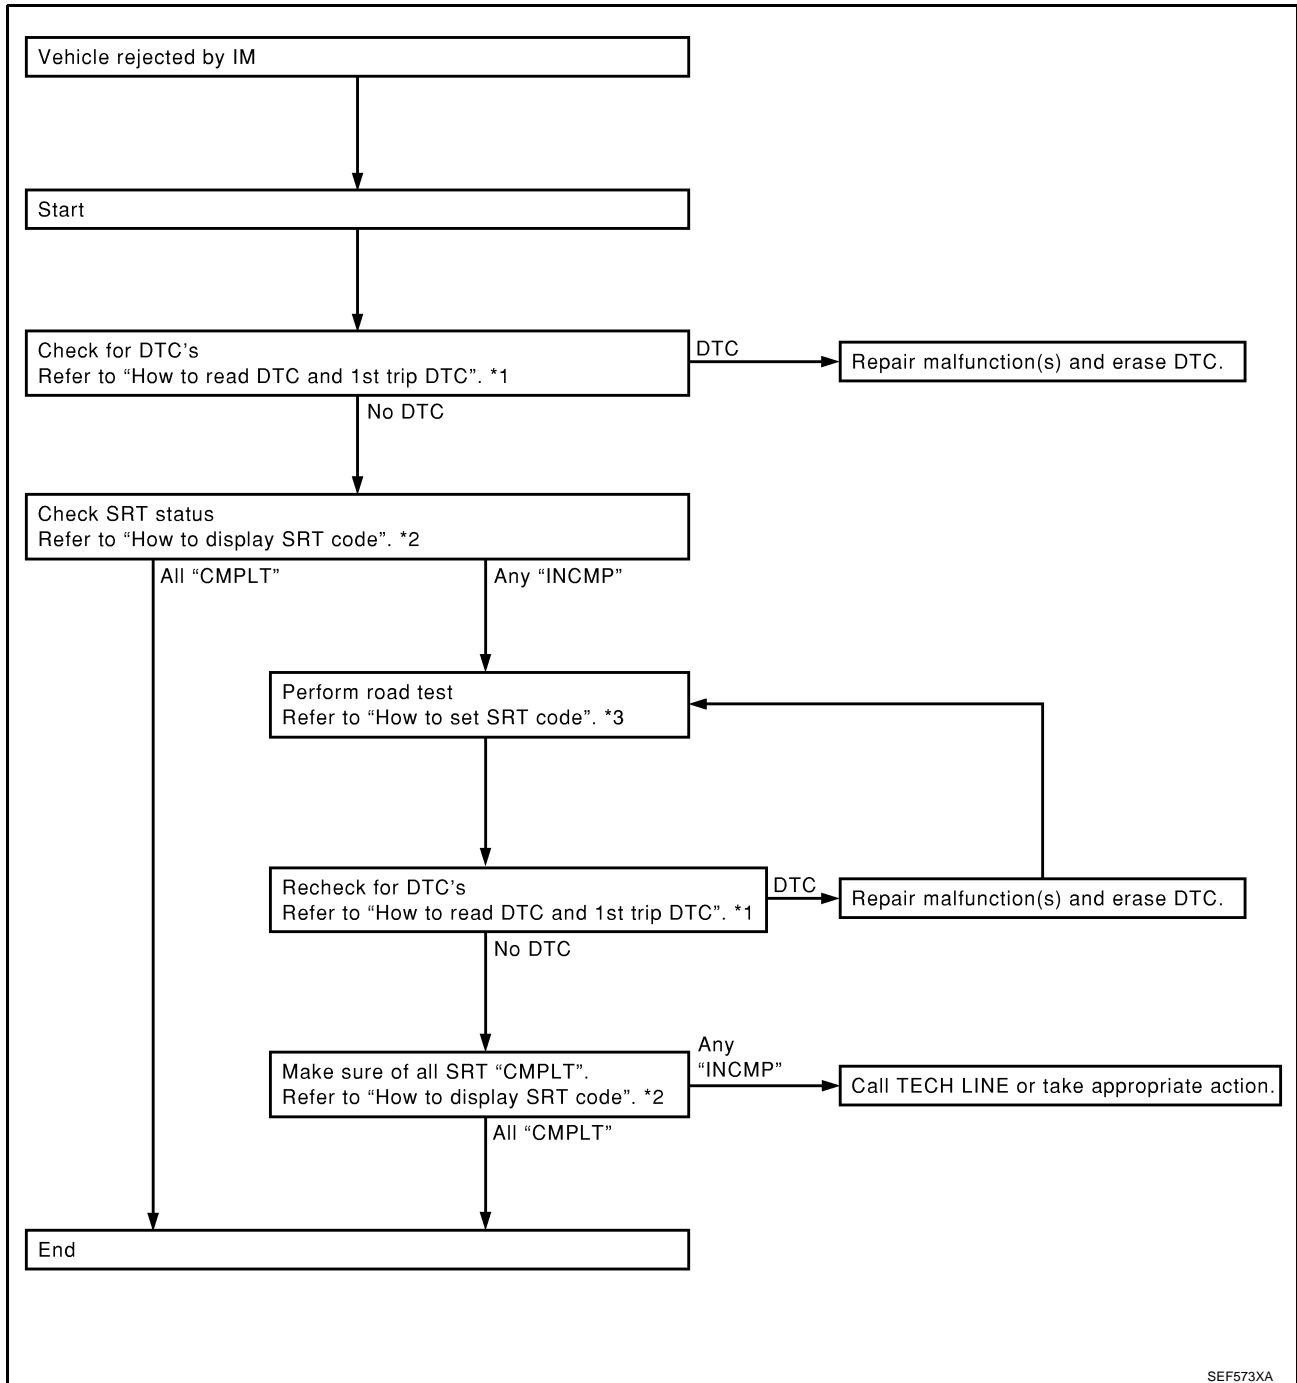 Vehicle rejected by IM
Start
Check for DTC's
Refer to “How to read DTC and 1st trip DTC”. *1
DTC
Repair malfunction(s) and erase DTC.
No DTC
Check SRT status
Refer to “How to display SRT code”. *2
All “CMPLT”
Any “INCMP”
Perform road test
Refer to “How to set SRT code”. *3
Recheck for DTC's
Refer to “How to read DTC and 1st trip DTC”. *1
DTC
Repair malfunction(s) and erase DTC.
No DTC
Make sure of all SRT “CMPLT”.
Refer to “How to display SRT code”. *2
Any
“INCMP”
Call TECH LINE or take appropriate action.
All “CMPLT”
End
SEF573XA